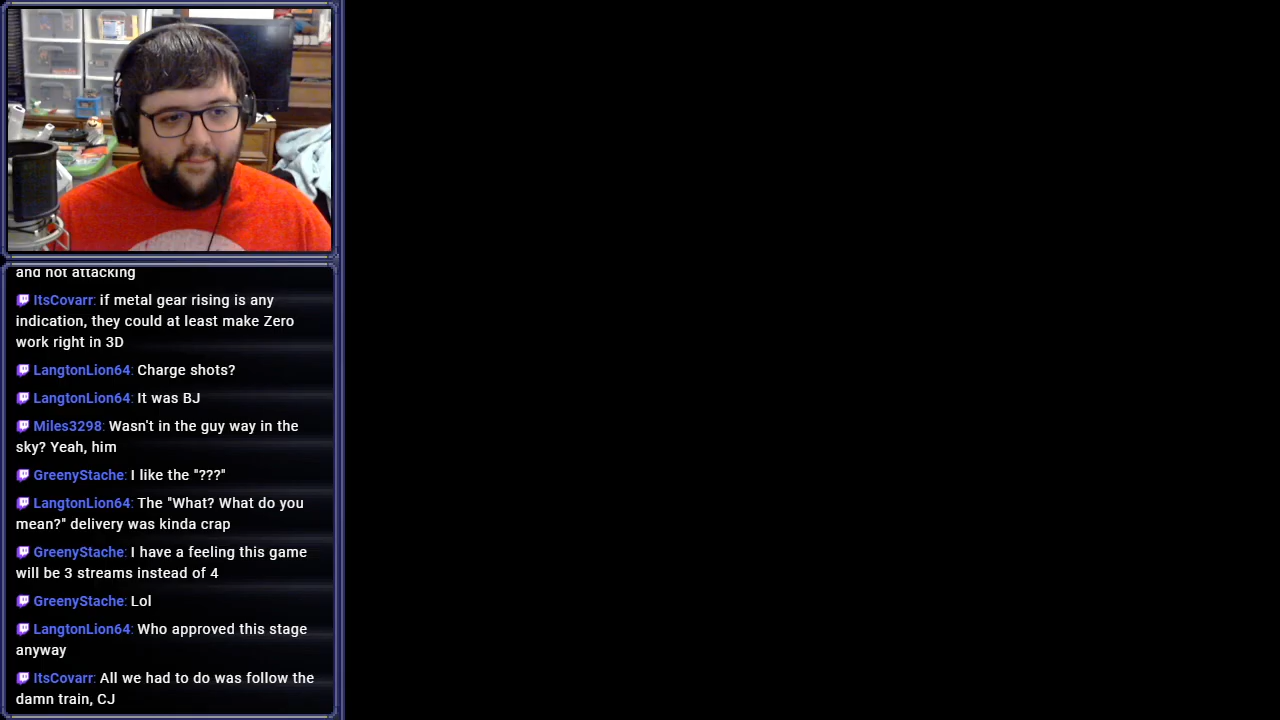 and not attacking
ItsCovarr: if metal gear rising is any
indication, they could at least make Zero
work right in 3D
LangtonLion64: Charge shots?
LangtonLion64: It was BJ
Miles3298: Wasn't in the guy way in the
sky? Yeah, him
GreenyStache: I like the "???"
LangtonLion64: The "What? What do you
mean?" delivery was kinda crap
GreenyStache: I have a feeling this game
will be 3 streams instead of 4
GreenyStache: Lol
LangtonLion64: Who approved this stage
anyway
ItsCovarr: All we had to do was follow the
damn train, CJ